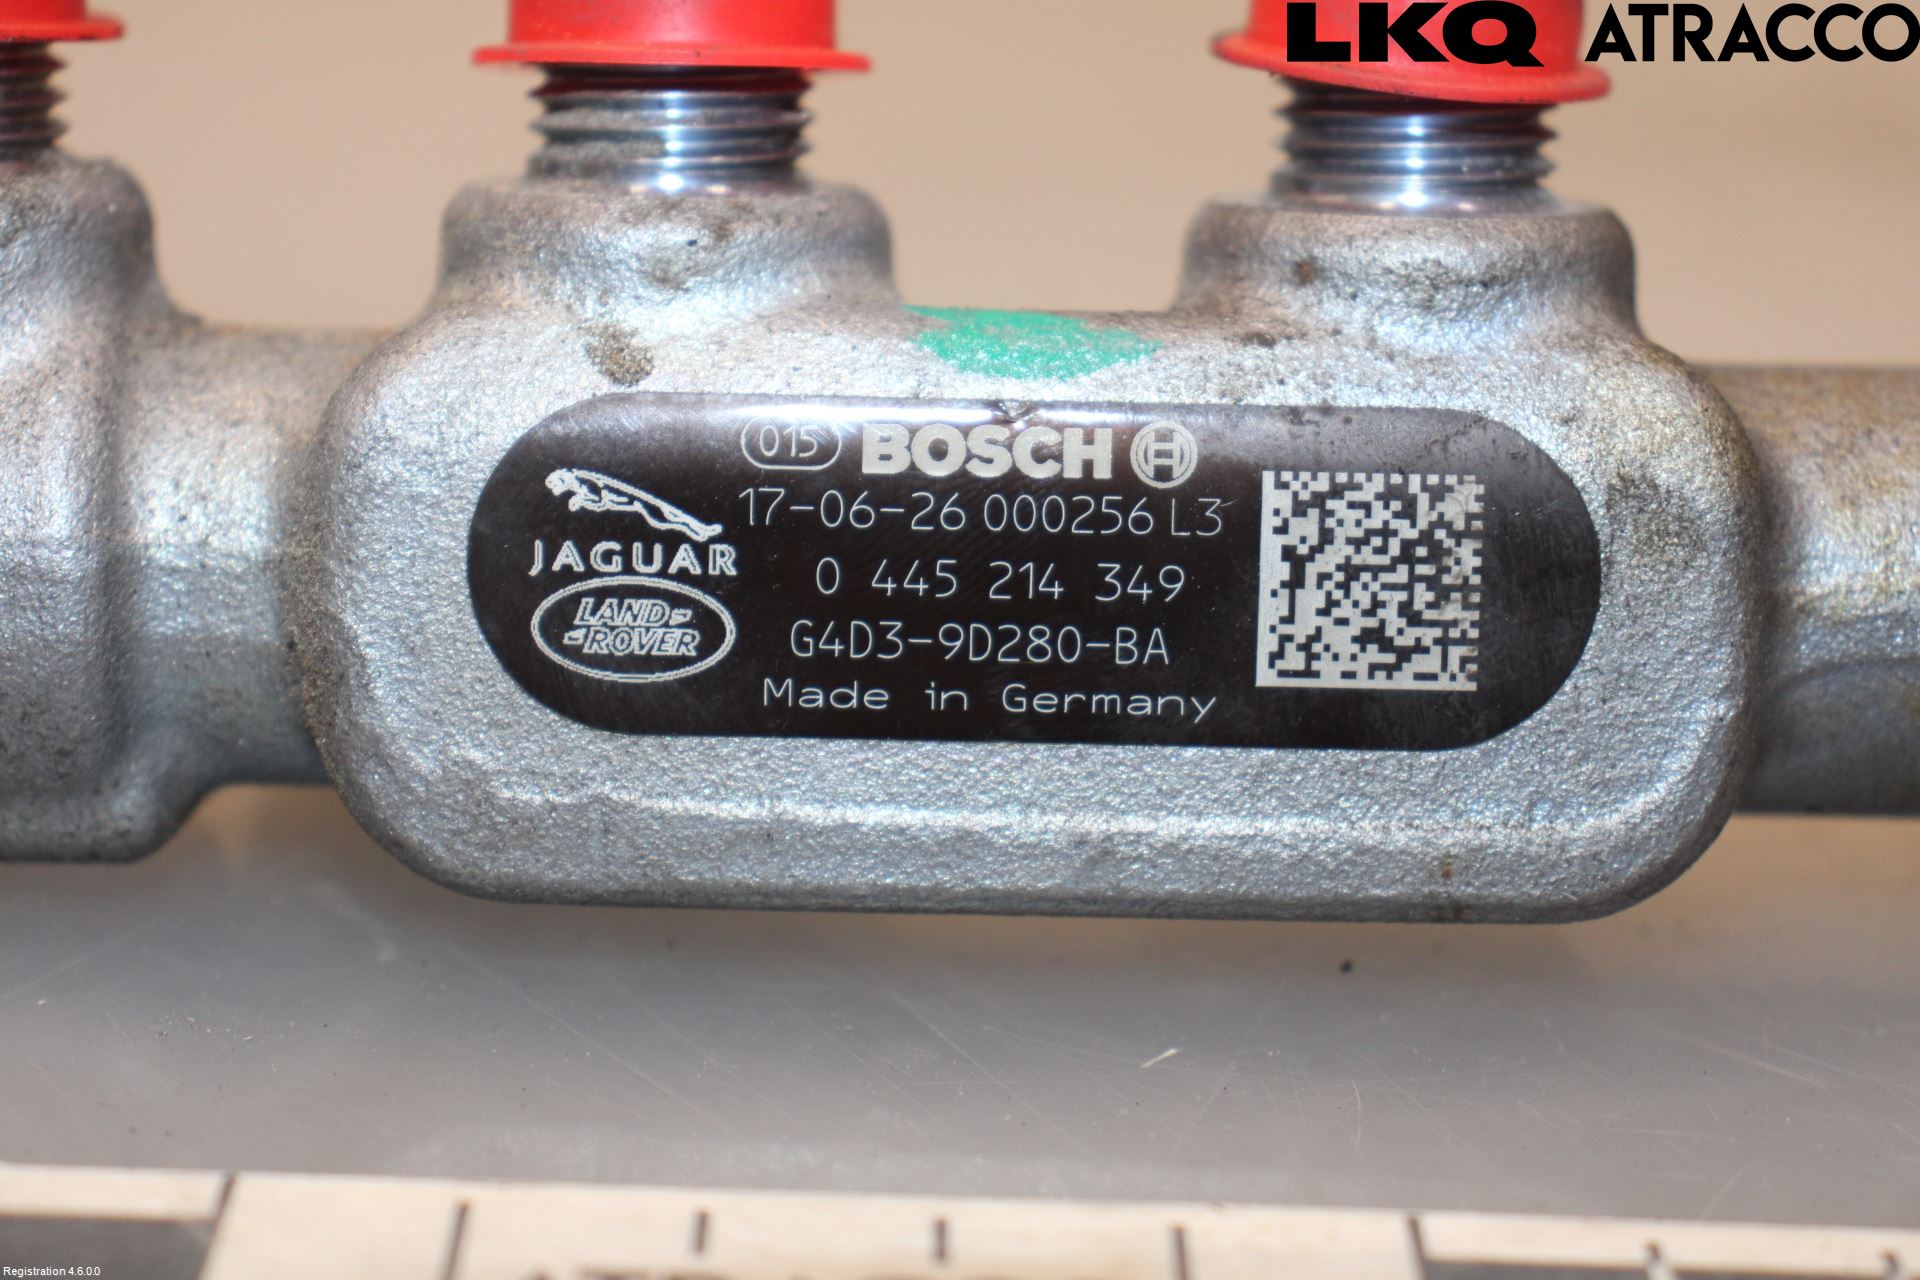 LKQ ATRACCO
015 BOSCH
17-06-26 000256 L3
JAGUAR
0 445 214 349
LAND-
-ROVER
G4D3-9D280-BA
Made in Germany
Registration 4.6.0.0